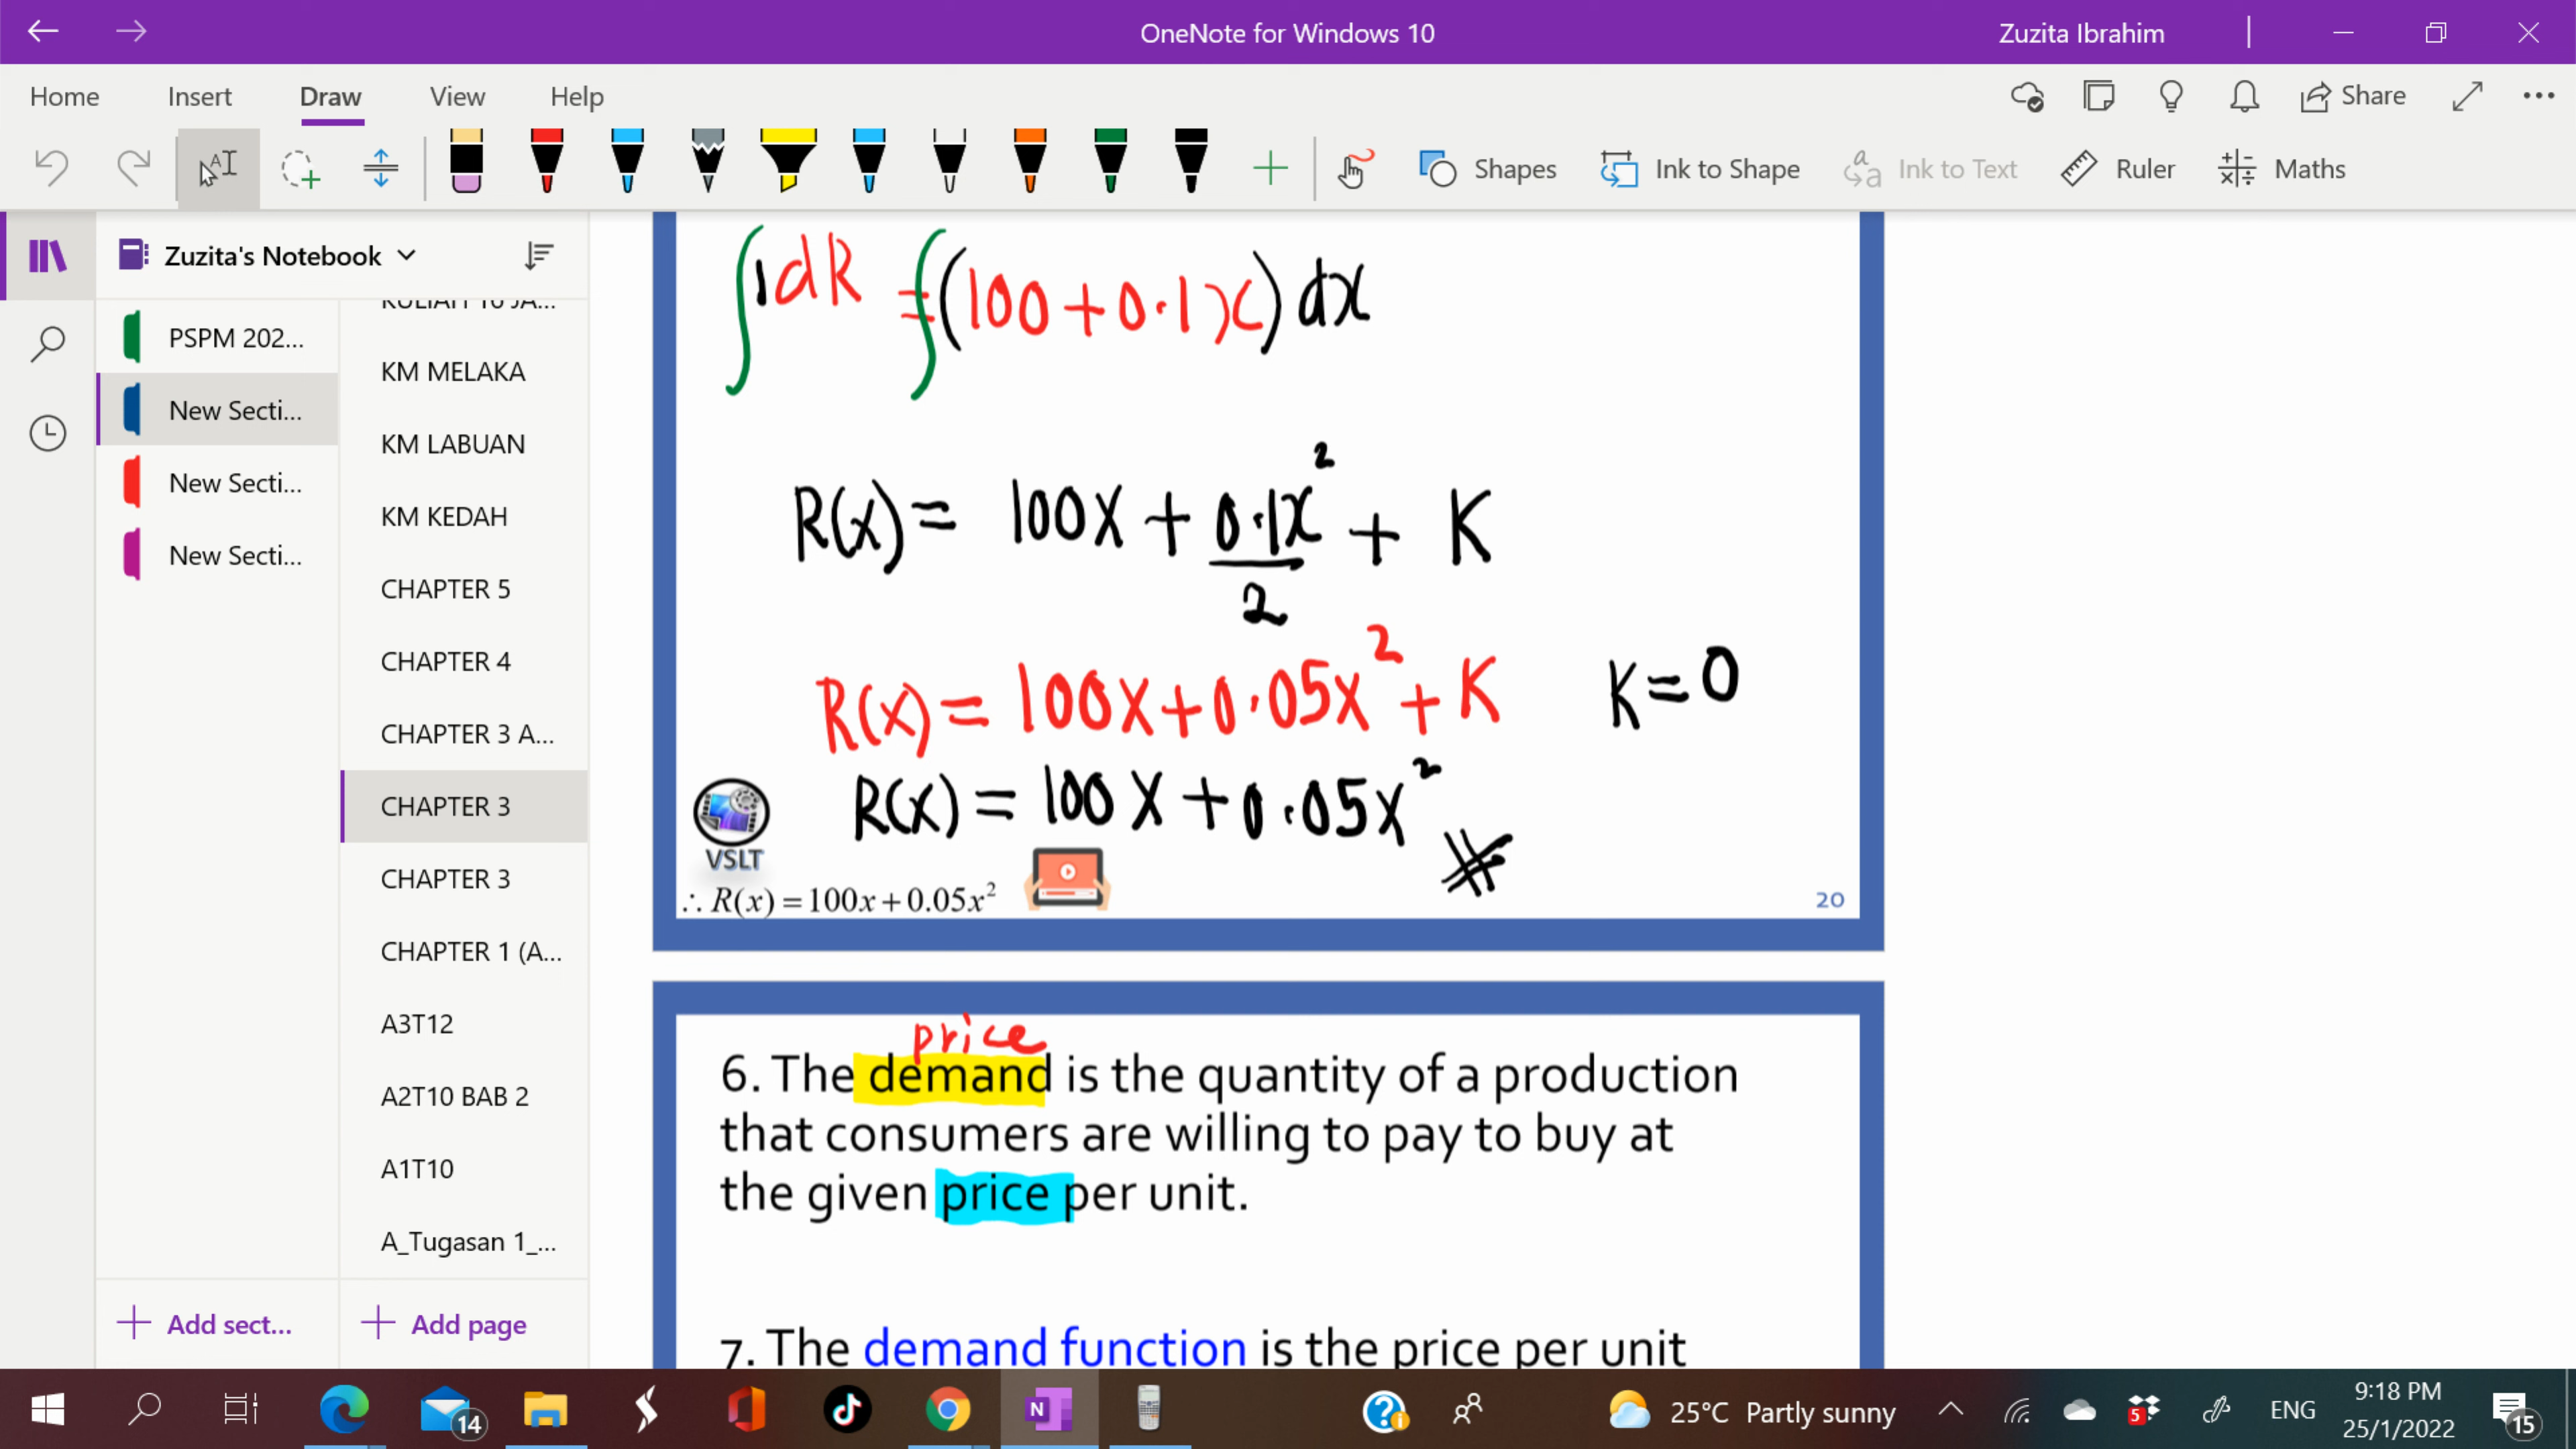 OneNote for Windows 10
Zuzita Ibrahim
Home Insert Draw View Help
Share
Shapes Ink to Shape Ink to Text Ruler Maths
Zuzita's Notebook
PSPM 202...
New Secti...
New Secti...
New Secti...
KM MELAKA
KM LABUAN
KM KEDAH
CHAPTER 5
CHAPTER 4
CHAPTER 3 A...
CHAPTER 3
CHAPTER 3
CHAPTER 1 (A...
A3T12
A2T10 BAB 2
A1T10
A_Tugasan 1_...
+ Add sect...
+ Add page
∫1 dR = ∫(100 + 0.1x) dx
R(x) = 100x + 0.1x²/2 + K
R(x) = 100x + 0.05x² + K K = 0
R(x) = 100x + 0.05x²
VSLT
∴ R(x) = 100x + 0.05x²
20
price
6. The demand is the quantity of a production
that consumers are willing to pay to buy at
the given price per unit.
7. The demand function is the price per unit
14
N
25°C Partly sunny
5
ENG
9:18 PM
25/1/2022
15